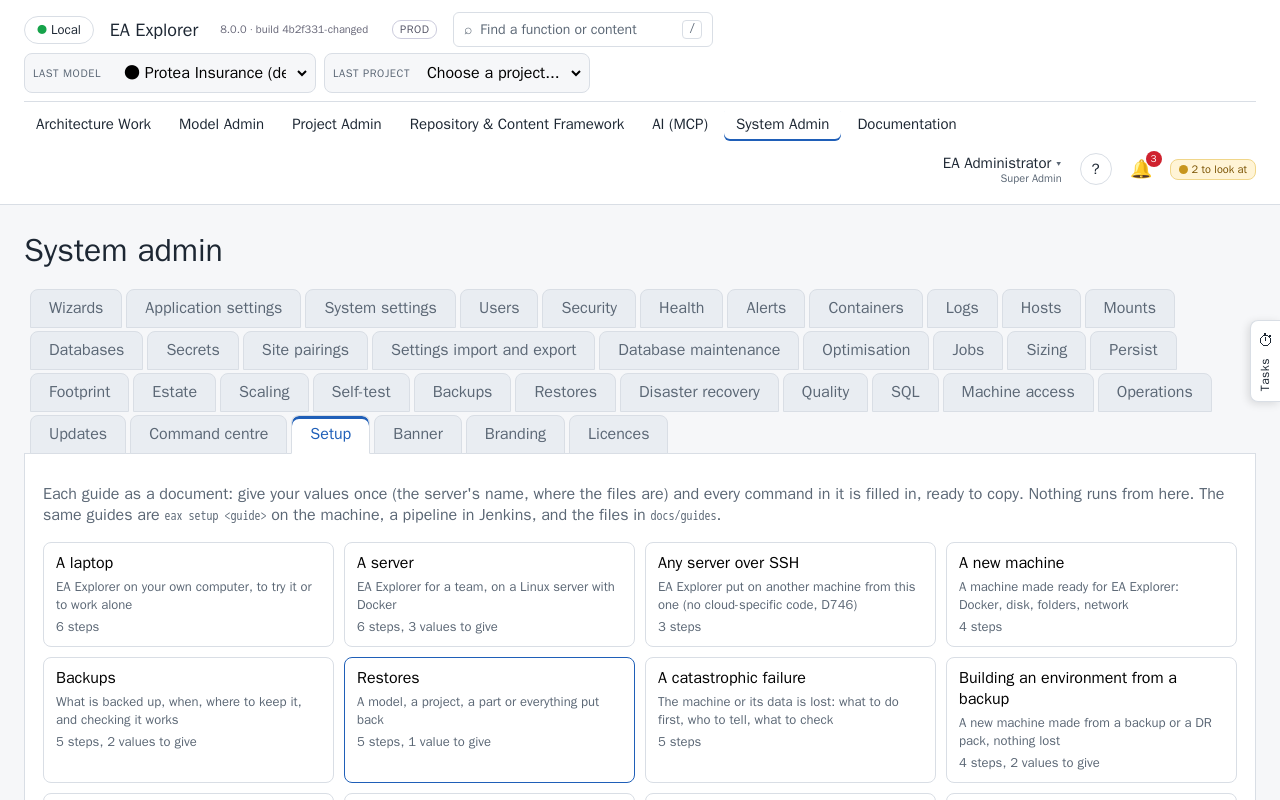 Local
EA Explorer
8.0.0 · build 4b2f331-changed
PROD
Find a function or content
/
LAST MODEL
Protea Insurance (de
LAST PROJECT
Choose a project...
Architecture Work
Model Admin
Project Admin
Repository & Content Framework
AI (MCP)
System Admin
Documentation
EA Administrator
Super Admin
?
3
2 to look at
System admin
Wizards
Application settings
System settings
Users
Security
Health
Alerts
Containers
Logs
Hosts
Mounts
Databases
Secrets
Site pairings
Settings import and export
Database maintenance
Optimisation
Jobs
Sizing
Persist
Footprint
Estate
Scaling
Self-test
Backups
Restores
Disaster recovery
Quality
SQL
Machine access
Operations
Updates
Command centre
Setup
Banner
Branding
Licences
Tasks
Each guide as a document: give your values once (the server's name, where the files are) and every command in it is filled in, ready to copy. Nothing runs from here. The
same guides are eax setup <guide> on the machine, a pipeline in Jenkins, and the files in docs/guides.
A laptop
EA Explorer on your own computer, to try it or
to work alone
6 steps
A server
EA Explorer for a team, on a Linux server with
Docker
6 steps, 3 values to give
Any server over SSH
EA Explorer put on another machine from this
one (no cloud-specific code, D746)
3 steps
A new machine
A machine made ready for EA Explorer:
Docker, disk, folders, network
4 steps
Backups
What is backed up, when, where to keep it,
and checking it works
5 steps, 2 values to give
Restores
A model, a project, a part or everything put
back
5 steps, 1 value to give
A catastrophic failure
The machine or its data is lost: what to do
first, who to tell, what to check
5 steps
Building an environment from a
backup
A new machine made from a backup or a DR
pack, nothing lost
4 steps, 2 values to give